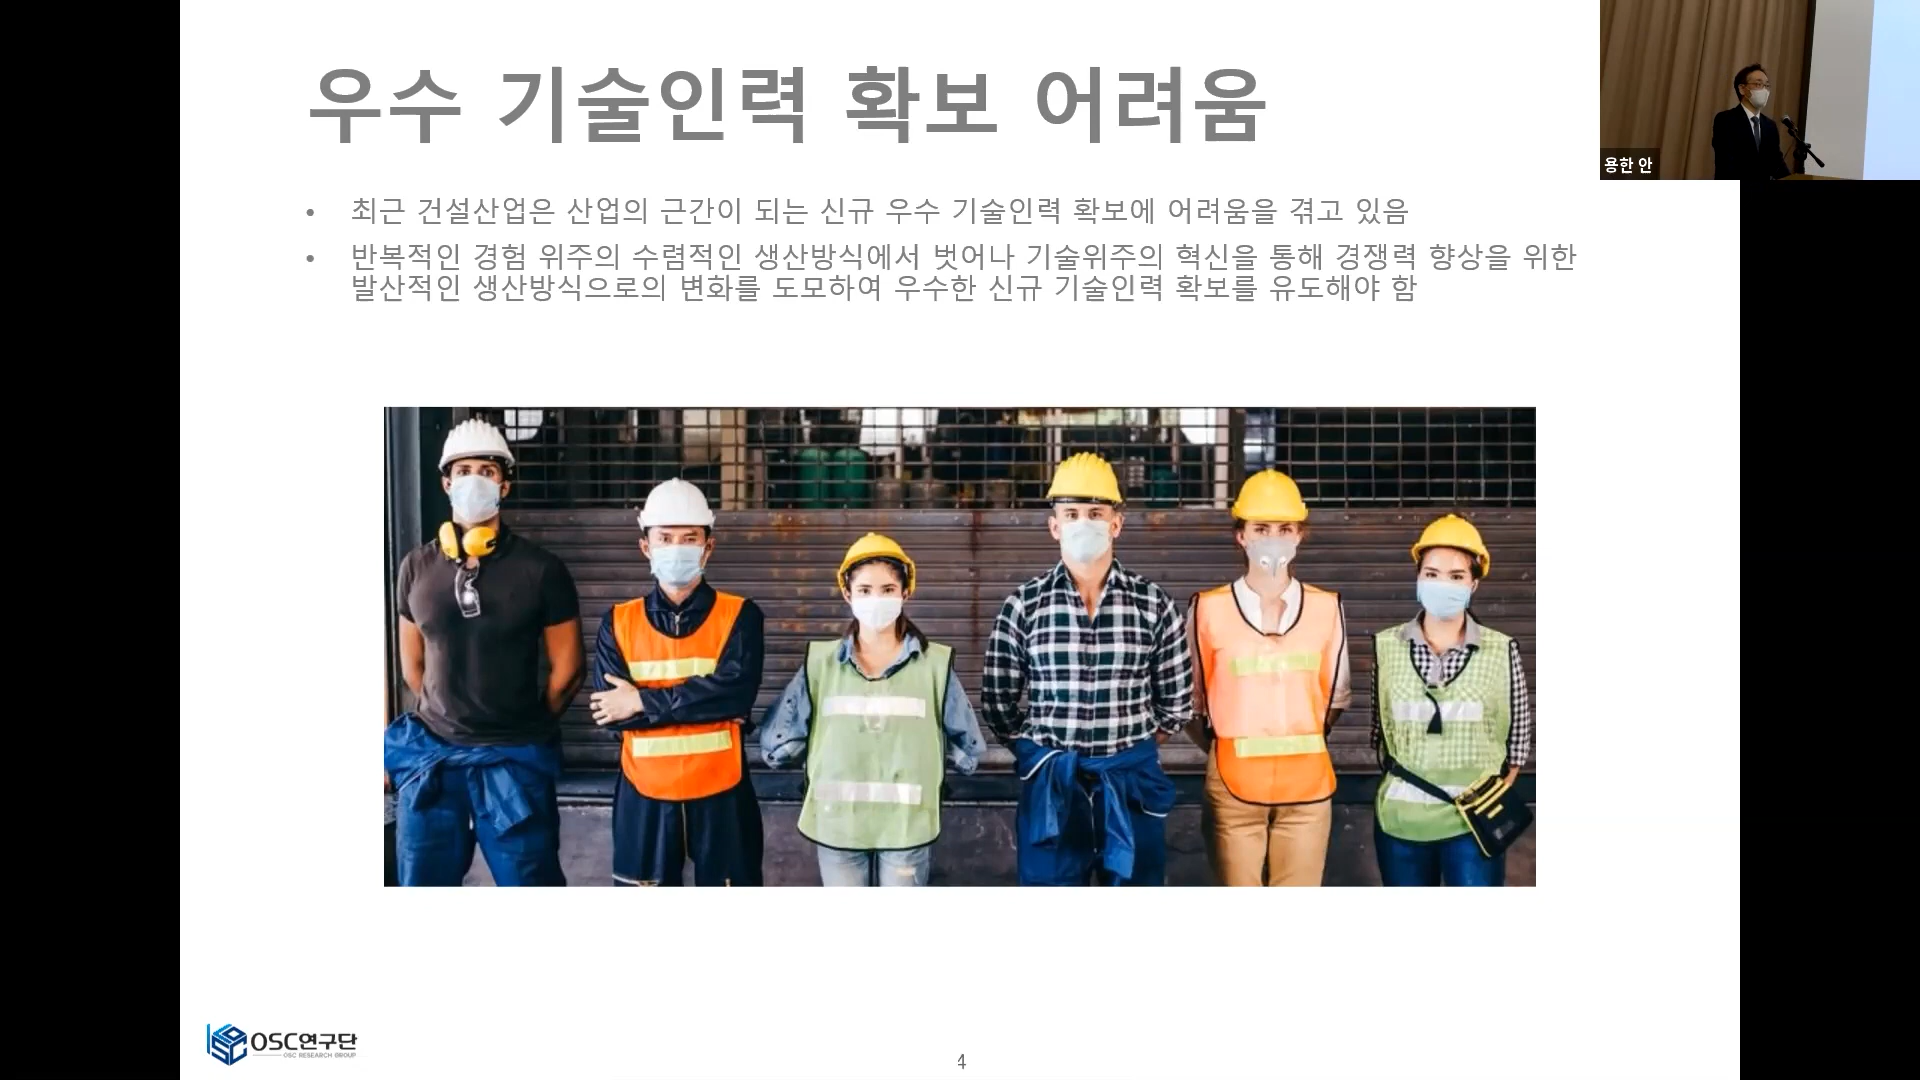 우수 기술인력 확보 어려움
용한 안
• 최근 건설산업은 산업의 근간이 되는 신규 우수 기술인력 확보에 어려움을 겪고 있음
• 반복적인 경험 위주의 수렴적인 생산방식에서 벗어나 기술위주의 혁신을 통해 경쟁력 향상을 위한
발산적인 생산방식으로의 변화를 도모하여 우수한 신규 기술인력 확보를 유도해야 함
OSC연구단
OSC RESEARCH GROUP
4